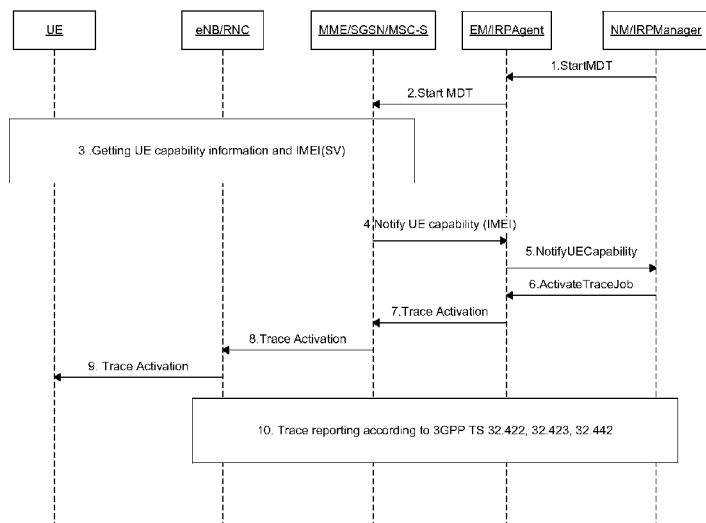 UE
eNB/RNC
MME/SGSN/MSC-S
EM/IRPAgent
NM/IRPManager
1.StartMDT
2.Start MDT
3 .Getting UE capability information and IMEI(SV)
4.Notify UE capability (IMEI)
5.NotifyUECapability
6.ActivateTraceJob
7.Trace Activation
8.Trace Activation
9. Trace Activation
10. Trace reporting according to 3GPP TS 32.422, 32.423, 32.442